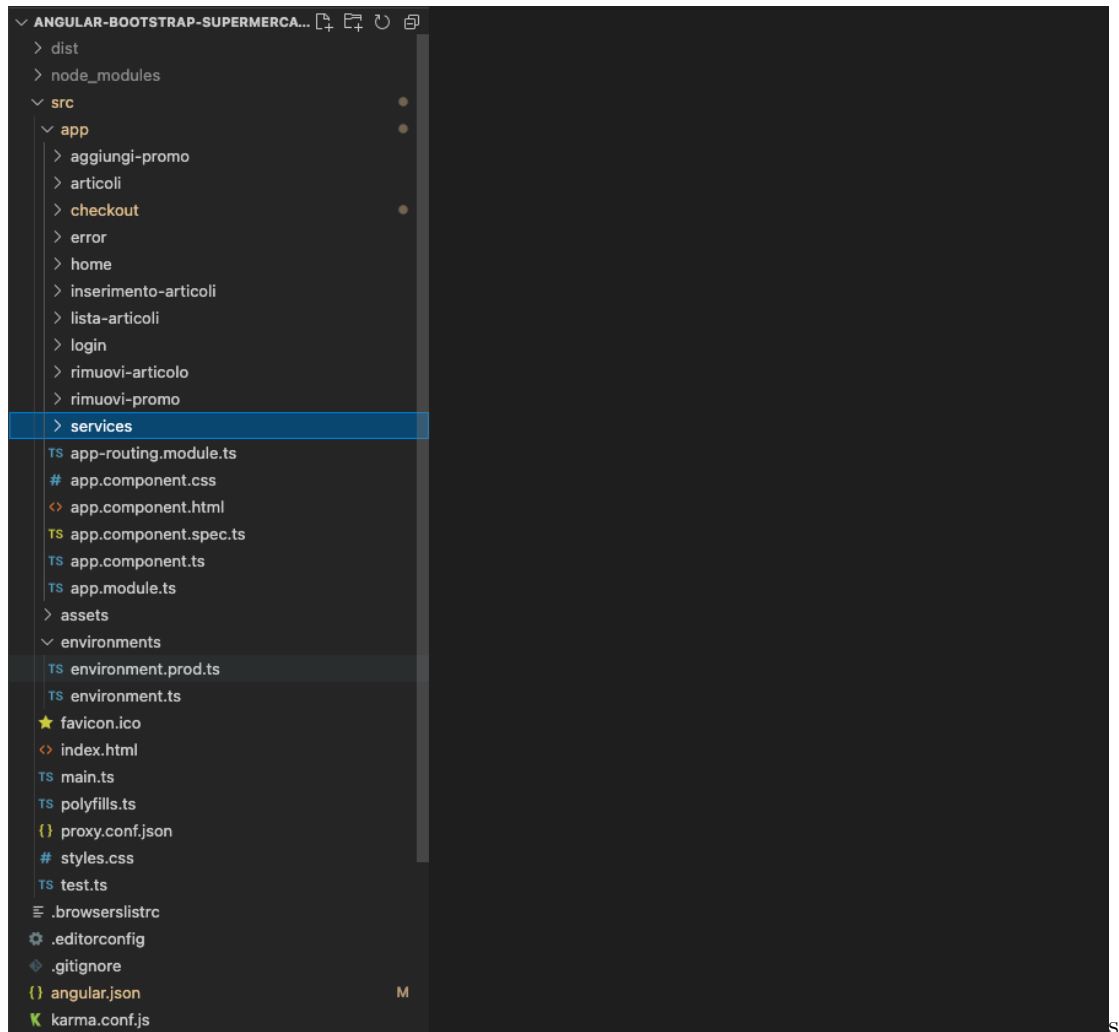 ANGULAR-BOOTSTRAP-SUPERMERCA...
dist
node_modules
src
app
aggiungi-promo
articoli
checkout
error
home
inserimento-articoli
lista-articoli
login
rimuovi-articolo
rimuovi-promo
services
TS app-routing.module.ts
# app.component.css
<> app.component.html
TS app.component.spec.ts
TS app.component.ts
TS app.module.ts
assets
environments
TS environment.prod.ts
TS environment.ts
favicon.ico
<> index.html
TS main.ts
TS polyfills.ts
{} proxy.conf.json
# styles.css
TS test.ts
.browserslistrc
.editorconfig
.gitignore
{} angular.json M
K karma.conf.js
s